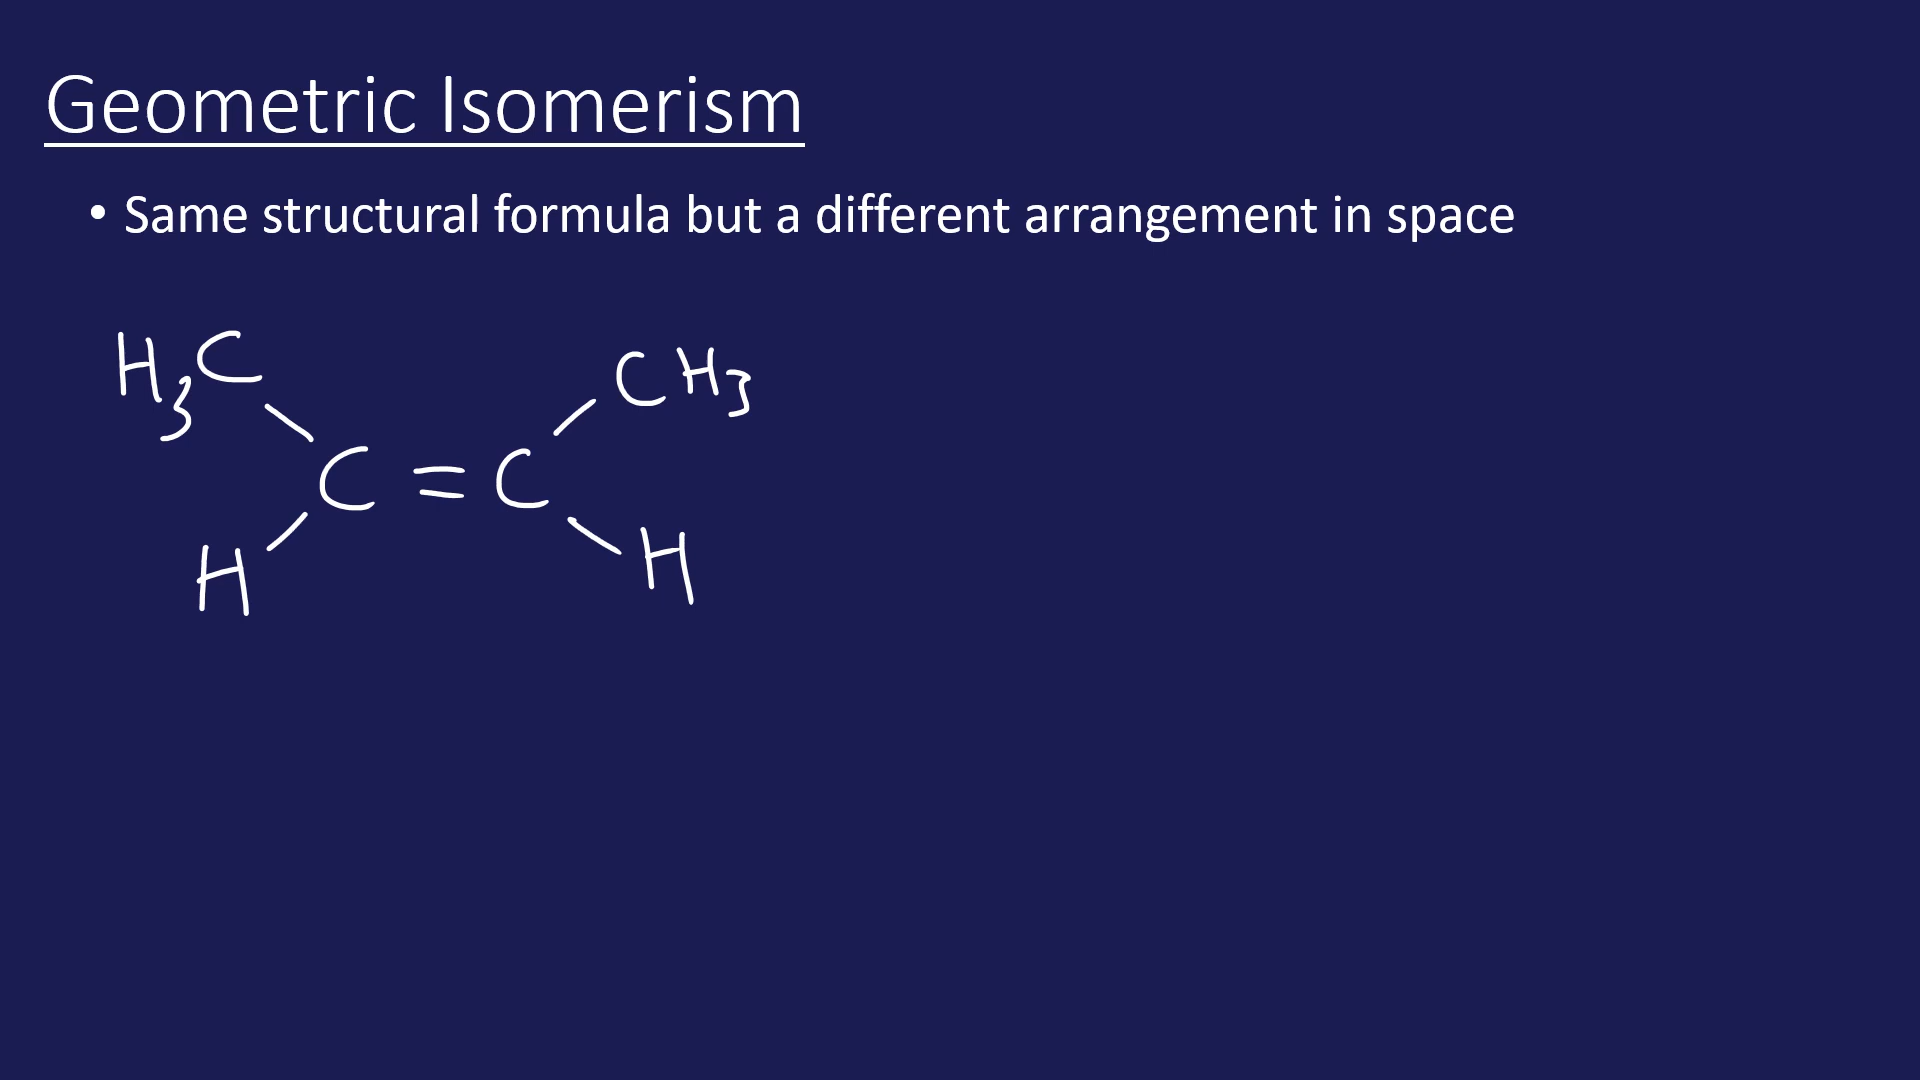 Geometric Isomerism
• Same structural formula but a different arrangement in space
H₃C CH₃
C = C
H H